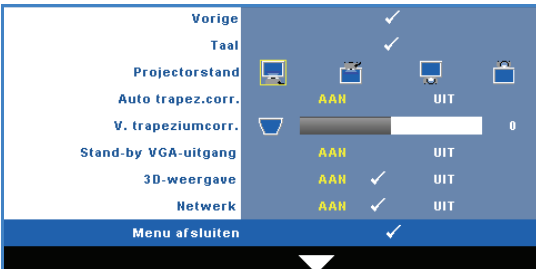 Vorige
Taal
Projectorstand
Auto trapez.corr. AAN UIT
V. trapeziumcorr. 0
Stand-by VGA-uitgang AAN UIT
3D-weergave AAN UIT
Netwerk AAN UIT
Menu afsluiten